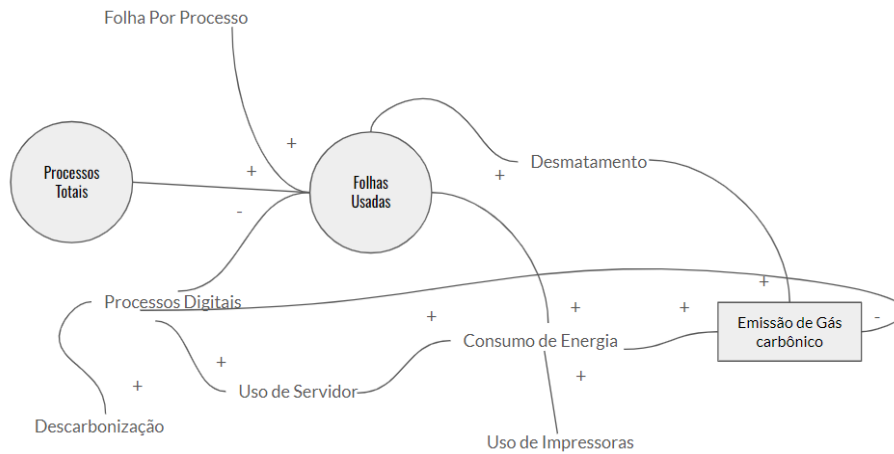 Folha Por Processo
+
Processos
Totais
+
-
Folhas
Usadas
+
Desmatamento
Processos Digitais
+
+
+
+
-
Emissão de Gás
carbônico
Consumo de Energia
+
+
Uso de Servidor
+
Descarbonização
Uso de Impressoras